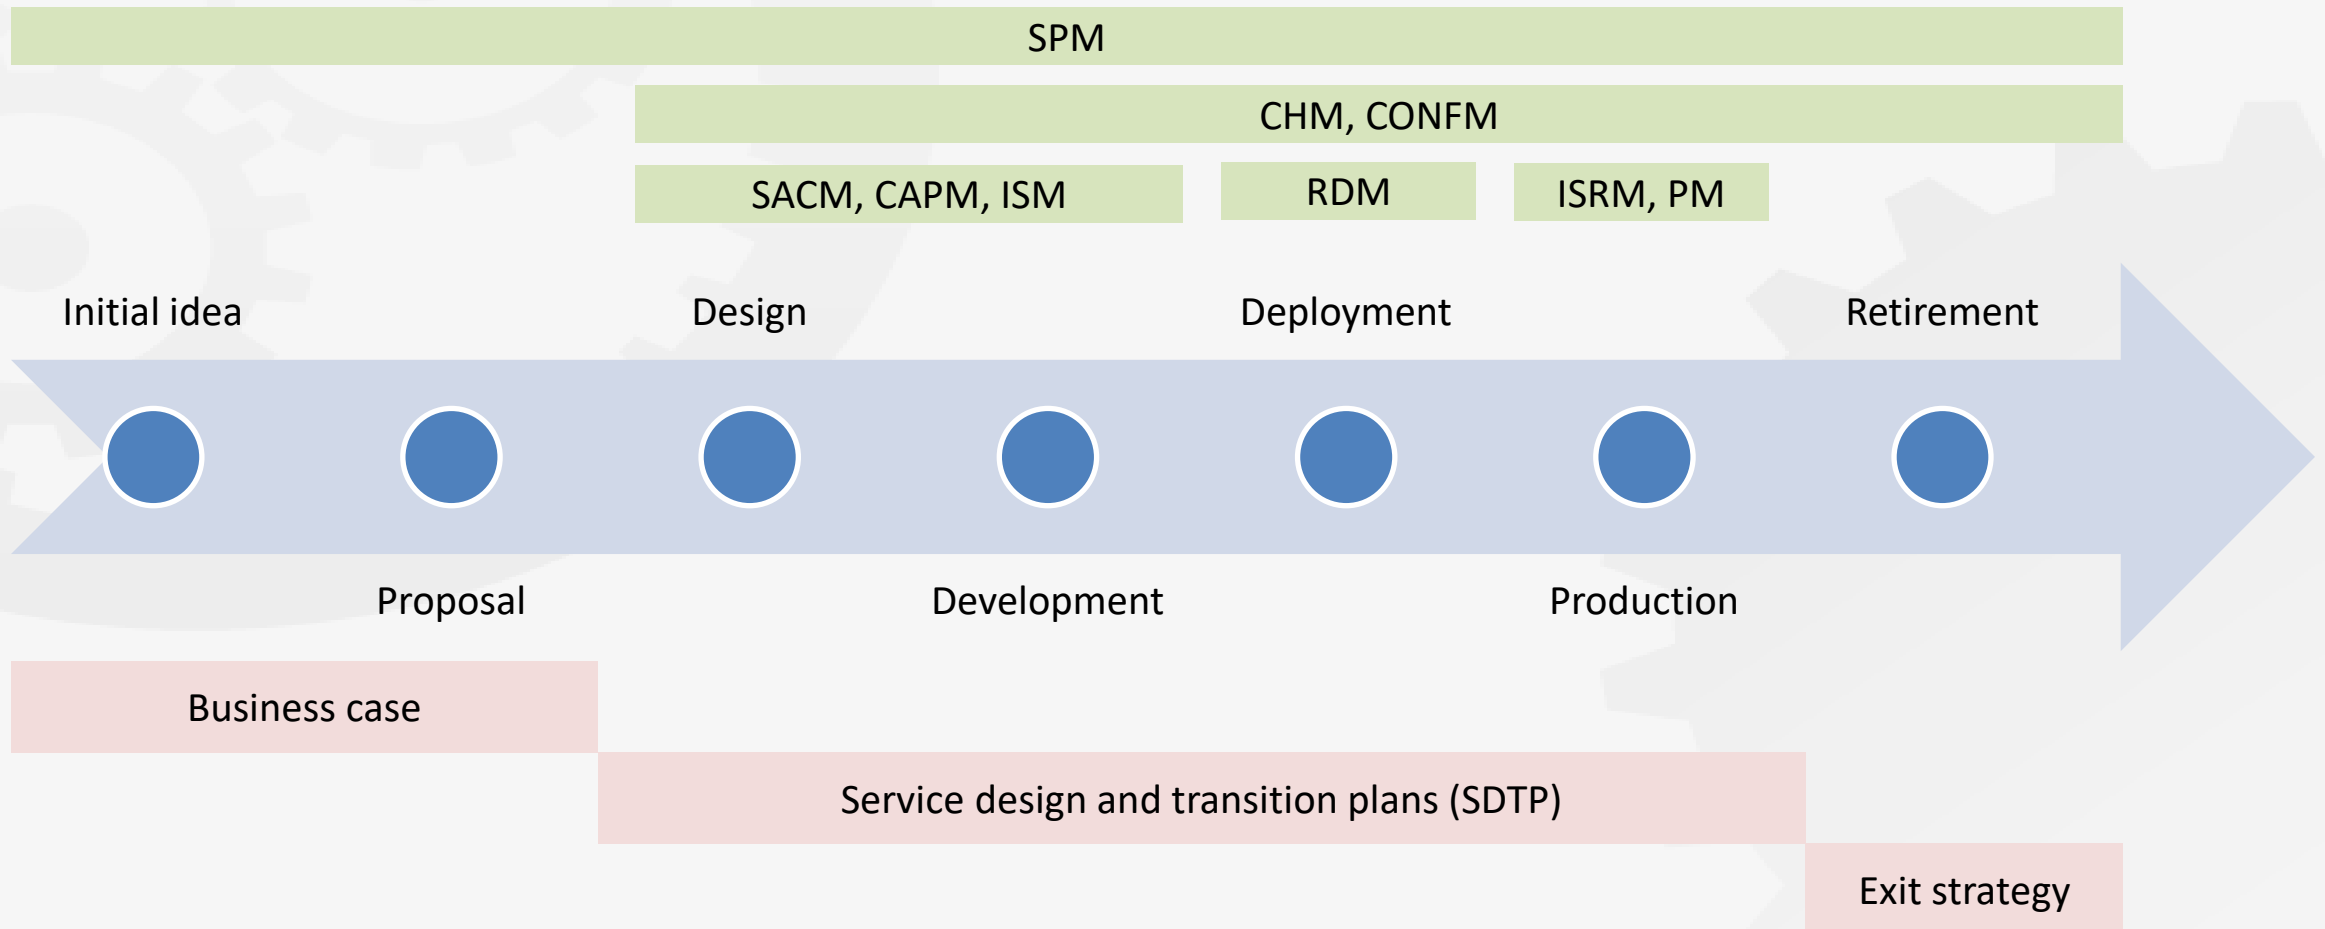 SPM
CHM, CONFM
SACM, CAPM, ISM
RDM
ISRM, PM
Initial idea
Design
Deployment
Retirement
Proposal
Development
Production
Business case
Service design and transition plans (SDTP)
Exit strategy